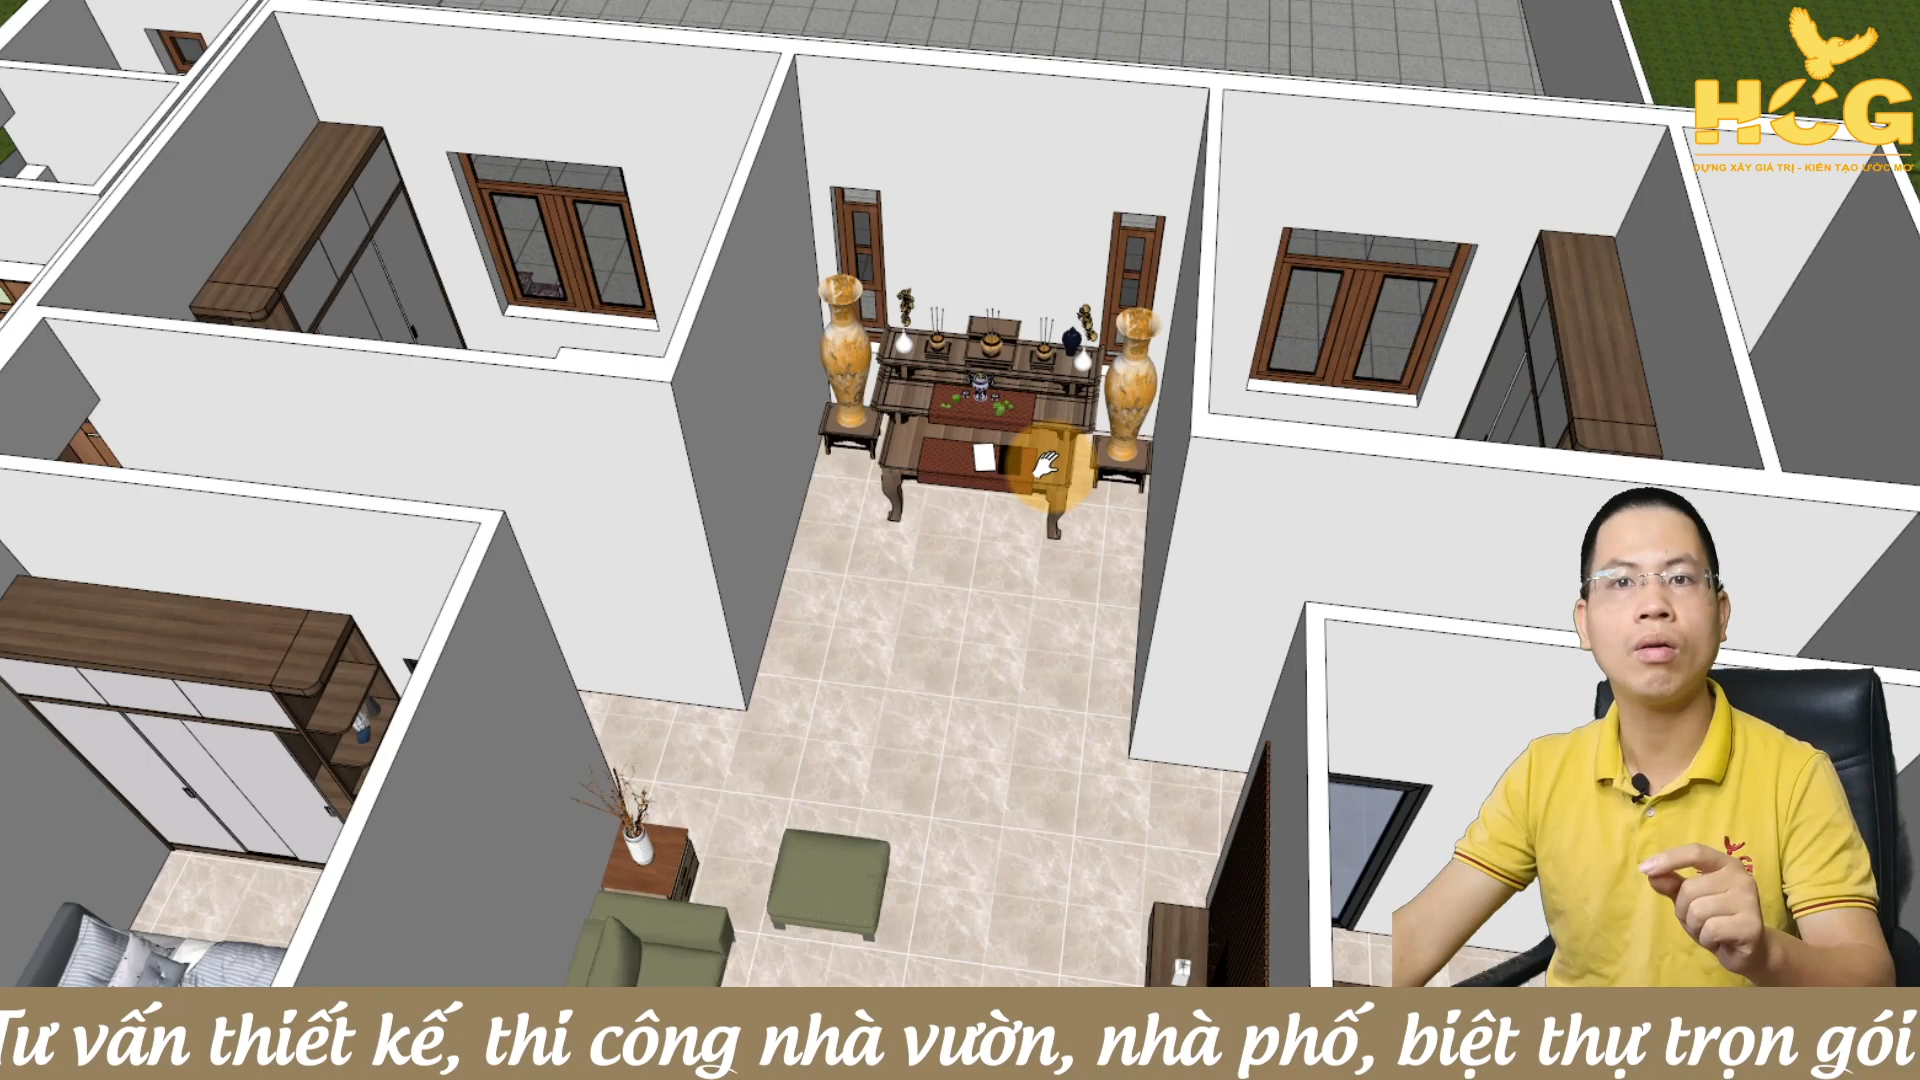 HCG
DỰNG XÂY GIÁ TRỊ - KIẾN TẠO ƯỚC MƠ
Tư vấn thiết kế, thi công nhà vườn, nhà phố, biệt thự trọn gói